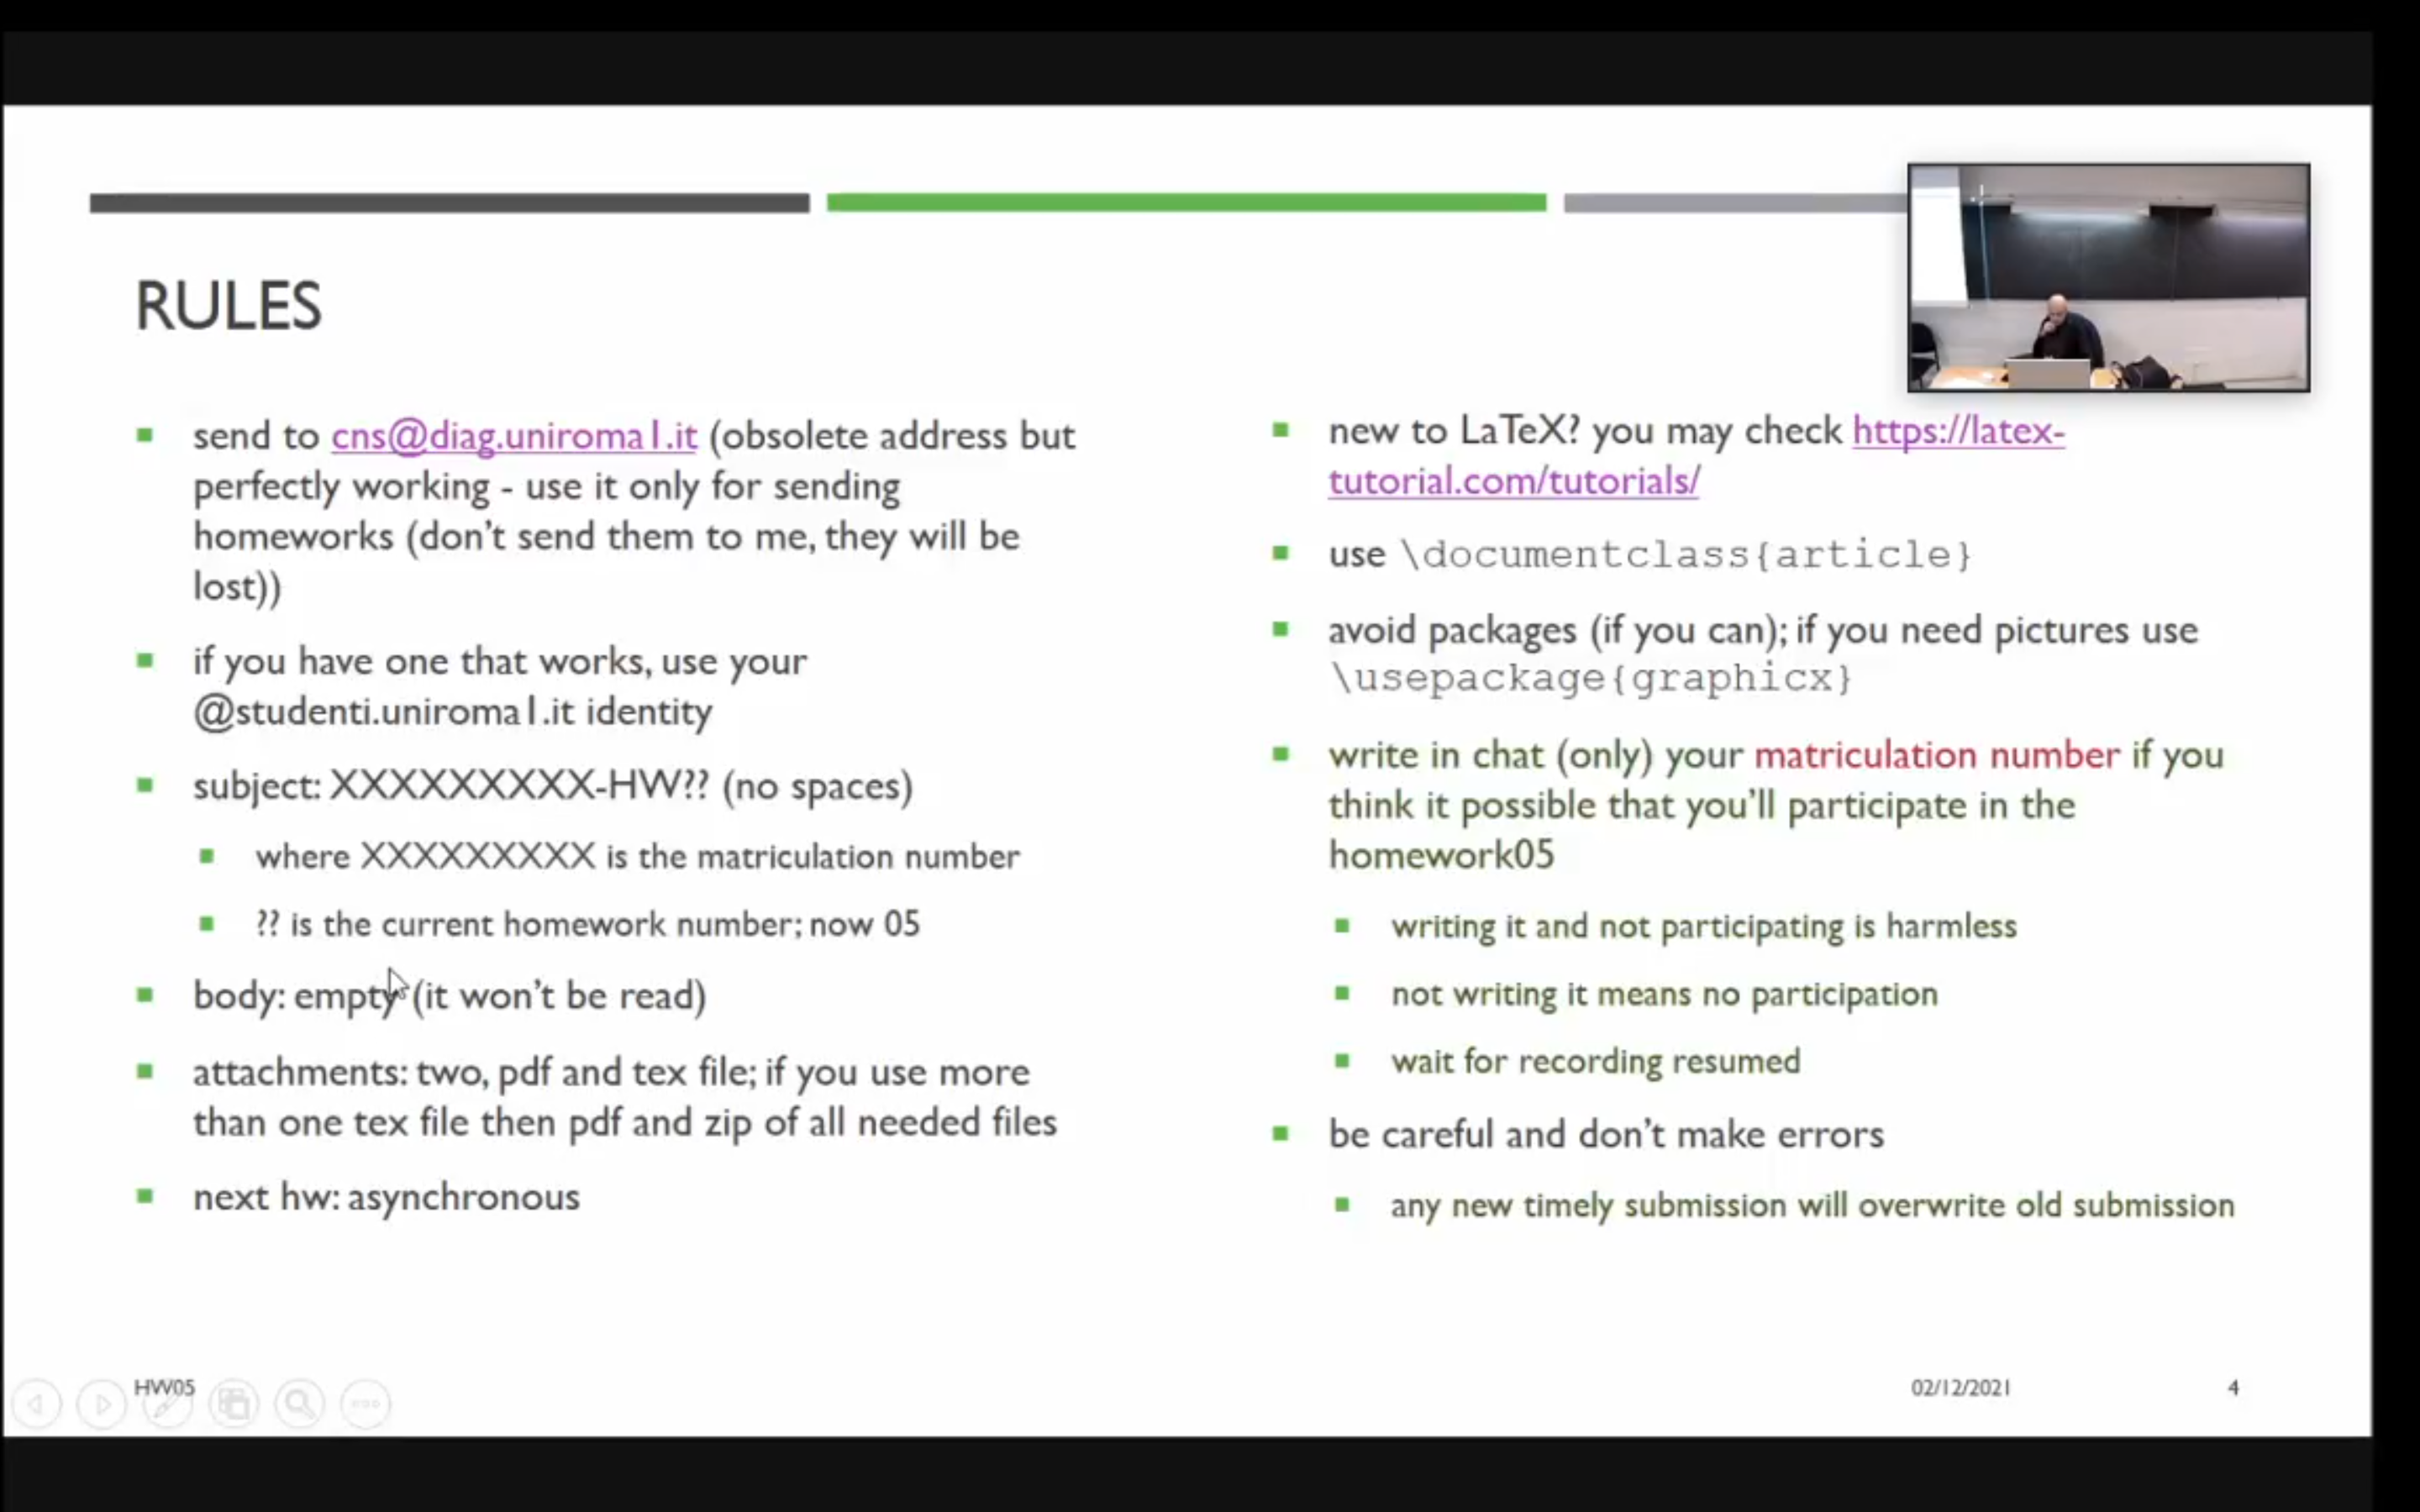 RULES
send to cns@diag.uniroma1.it (obsolete address but
perfectly working - use it only for sending
homeworks (don't send them to me, they will be
lost))
if you have one that works, use your
@studenti.uniroma1.it identity
subject: XXXXXXXXX-HW?? (no spaces)
where XXXXXXXXX is the matriculation number
?? is the current homework number; now 05
body: empty (it won't be read)
attachments: two, pdf and tex file; if you use more
than one tex file then pdf and zip of all needed files
next hw: asynchronous
new to LaTeX? you may check https://latex-
tutorial.com/tutorials/
use \documentclass{article}
avoid packages (if you can); if you need pictures use
\usepackage{graphicx}
write in chat (only) your matriculation number if you
think it possible that you'll participate in the
homework05
writing it and not participating is harmless
not writing it means no participation
wait for recording resumed
be careful and don't make errors
any new timely submission will overwrite old submission
HW05
02/12/2021
4